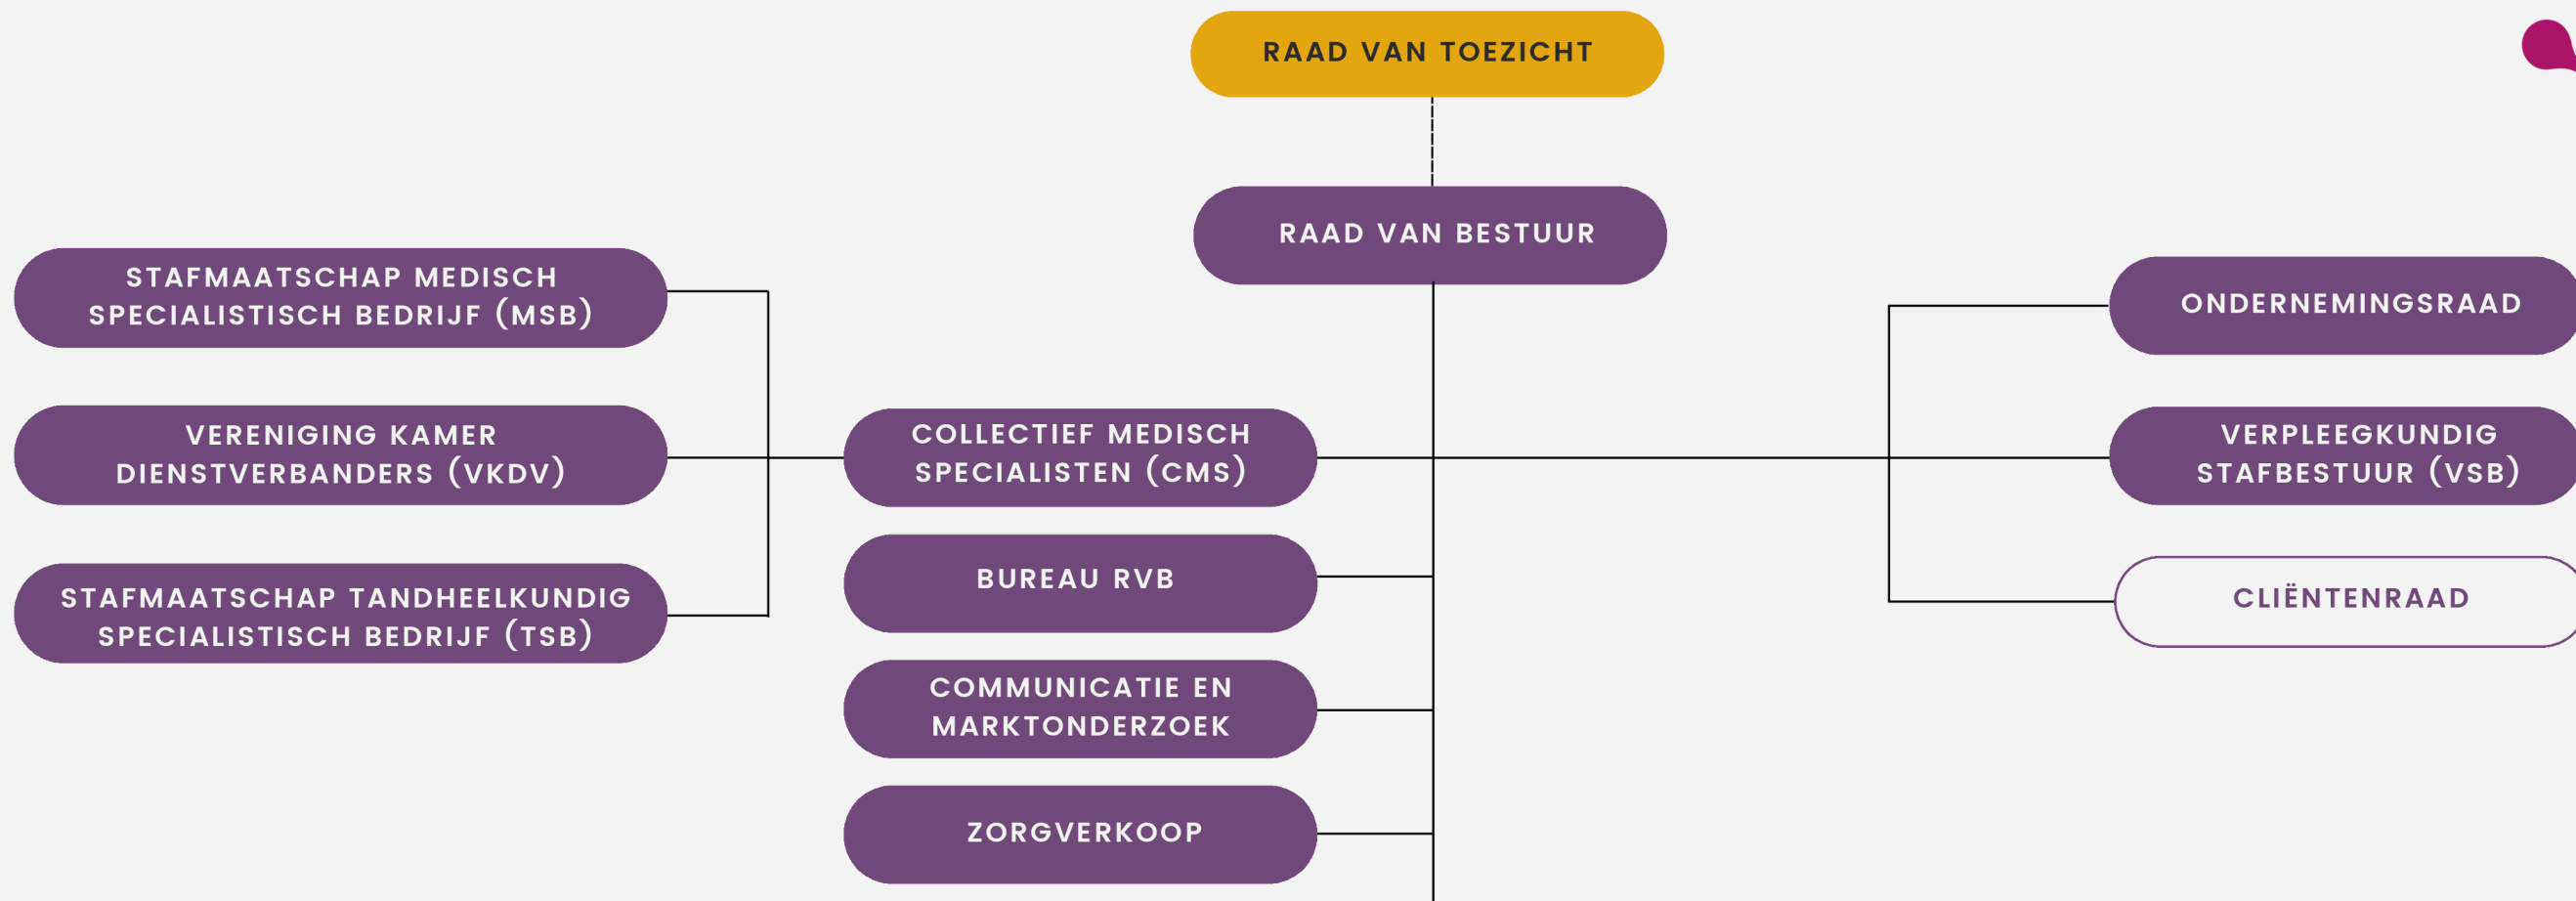 RAAD VAN TOEZICHT
RAAD VAN BESTUUR
STAFMAATSCHAP MEDISCH
SPECIALISTISCH BEDRIJF (MSB)
VERENIGING KAMER
DIENSTVERBANDERS (VKDV)
STAFMAATSCHAP TANDHEELKUNDIG
SPECIALISTISCH BEDRIJF (TSB)
COLLECTIEF MEDISCH
SPECIALISTEN (CMS)
BUREAU RVB
COMMUNICATIE EN
MARKTONDERZOEK
ZORGVERKOOP
ONDERNEMINGSRAAD
VERPLEEGKUNDIG
STAFBESTUUR (VSB)
CLIËNTENRAAD